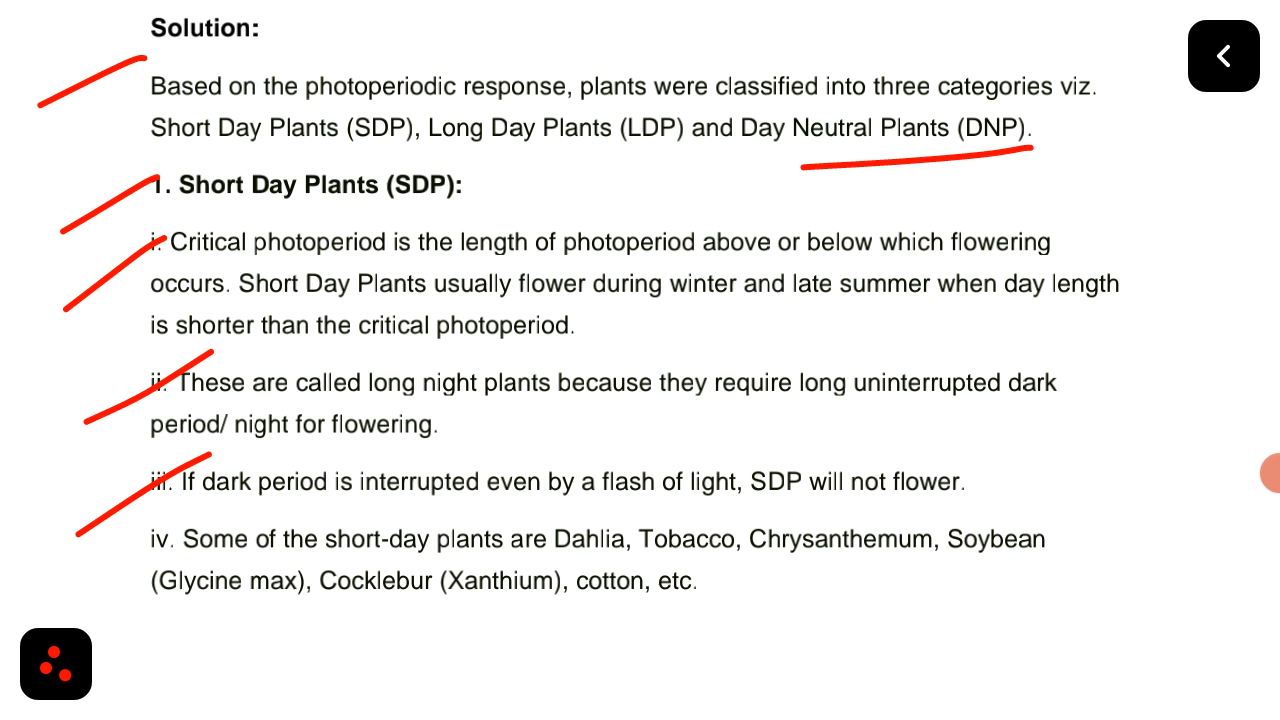 Solution:
Based on the photoperiodic response, plants were classified into three categories viz.
Short Day Plants (SDP), Long Day Plants (LDP) and Day Neutral Plants (DNP).
1. Short Day Plants (SDP):
i. Critical photoperiod is the length of photoperiod above or below which flowering
occurs. Short Day Plants usually flower during winter and late summer when day length
is shorter than the critical photoperiod.
ii. These are called long night plants because they require long uninterrupted dark
period/ night for flowering.
iii. If dark period is interrupted even by a flash of light, SDP will not flower.
iv. Some of the short-day plants are Dahlia, Tobacco, Chrysanthemum, Soybean
(Glycine max), Cocklebur (Xanthium), cotton, etc.